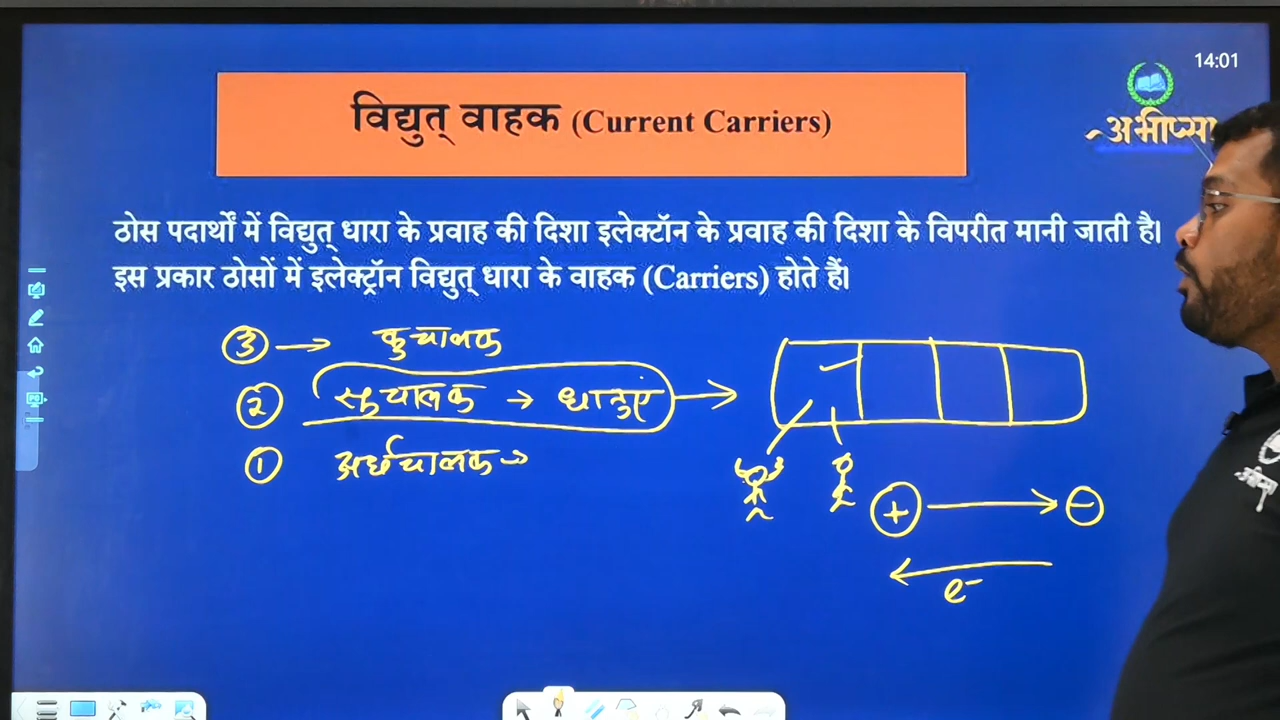 14:01
विद्युत् वाहक (Current Carriers)
अभीप्सा
ठोस पदार्थों में विद्युत् धारा के प्रवाह की दिशा इलेक्टॉन के प्रवाह की दिशा के विपरीत मानी जाती है।
इस प्रकार ठोसों में इलेक्ट्रॉन विद्युत् धारा के वाहक (Carriers) होते हैं।
③ → कुचालक
② सुचालक → धातुएं →
① अर्धचालक →
+ → −
← e−